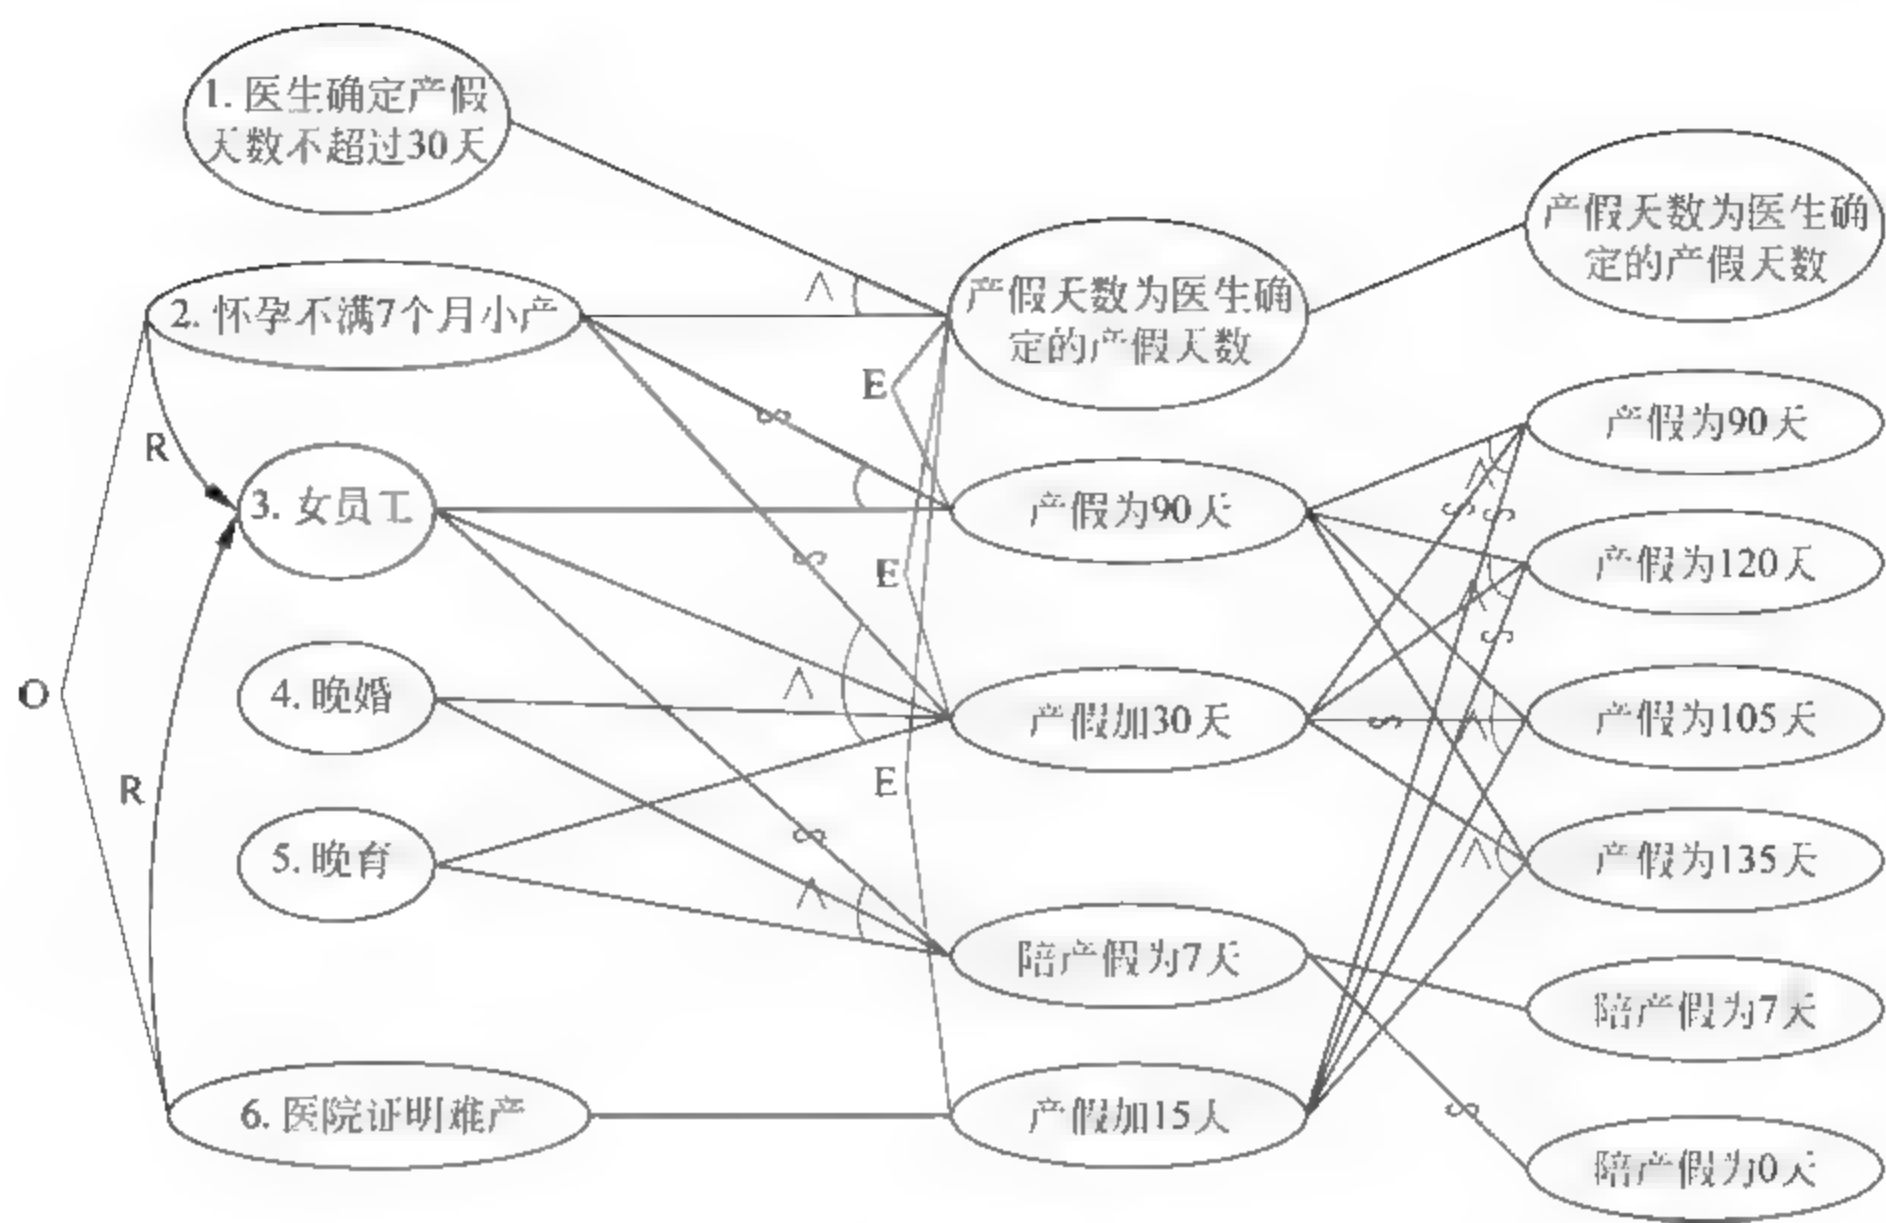 1. 医生确定产假
天数不超过30天
2. 怀孕不满7个月小产
3. 女员工
4. 晚婚
5. 晚育
6. 医院证明难产
O
R
R
∧
∽
∽
∧
∽
∧
E
E
E
产假天数为医生确
定的产假天数
产假为90天
产假加30天
陪产假为7天
产假加15人
∧
∽
∽
∧
∽
∽
∧
∧
∽
产假天数为医生确
定的产假天数
产假为90天
产假为120天
产假为105天
产假为135天
陪产假为7天
陪产假为0天